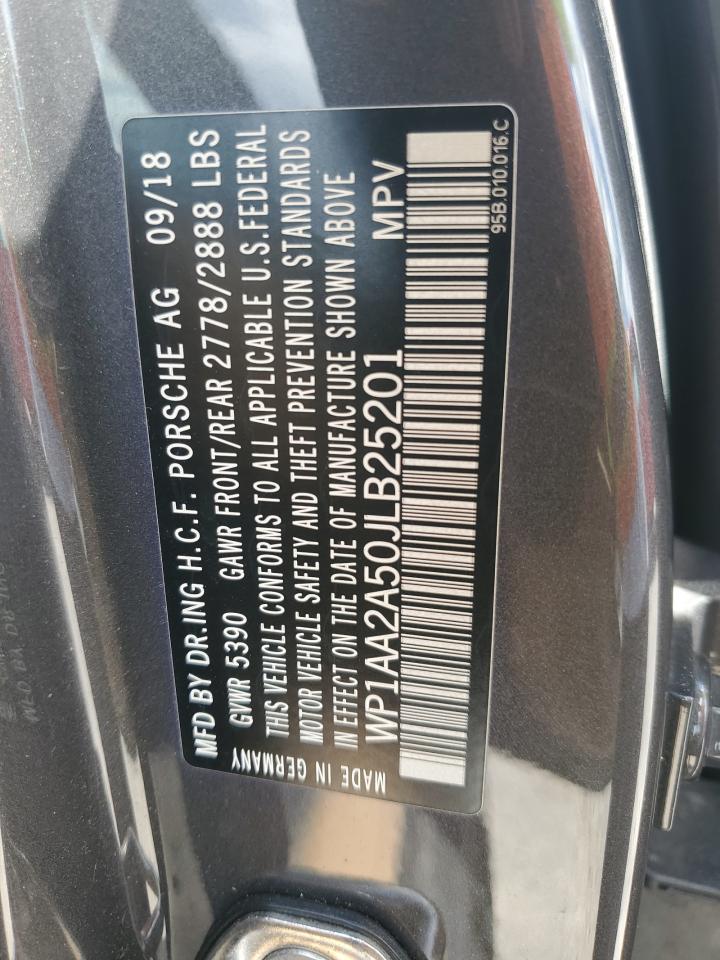 MFD BY DR.ING H.C.F. PORSCHE AG 09/18
GVWR 5390 GAWR FRONT/REAR 2778/2888 LBS
THIS VEHICLE CONFORMS TO ALL APPLICABLE U.S.FEDERAL
MOTOR VEHICLE SAFETY AND THEFT PREVENTION STANDARDS
IN EFFECT ON THE DATE OF MANUFACTURE SHOWN ABOVE
WP1AA2A50JLB25201 MPV
MADE IN GERMANY
95B.010.016.C